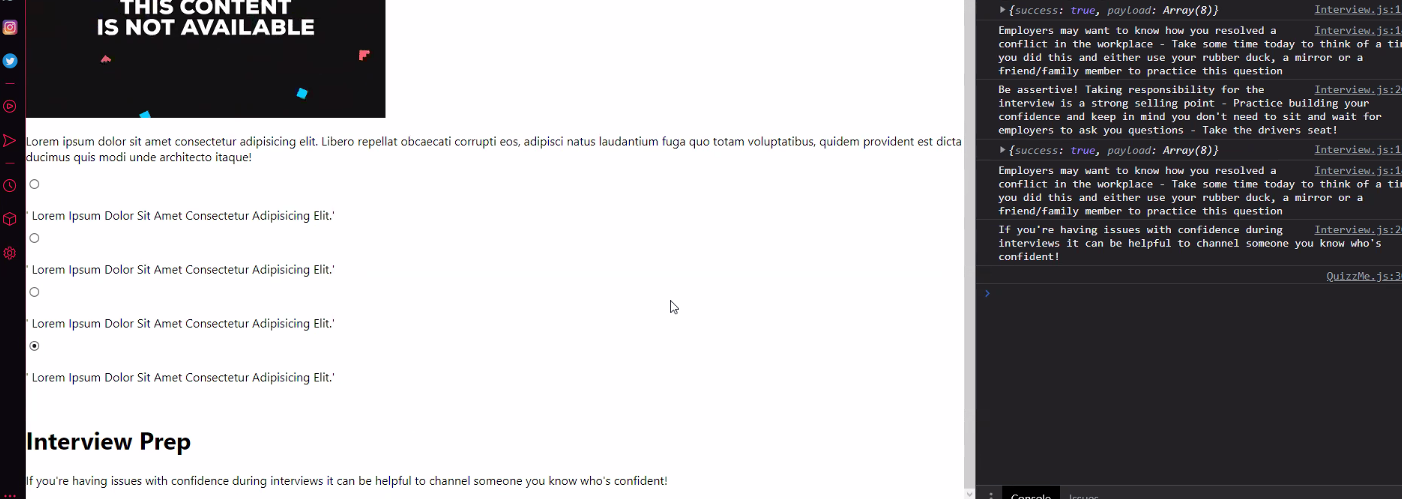 THIS CONTENT
IS NOT AVAILABLE
Lorem ipsum dolor sit amet consectetur adipisicing elit. Libero repellat obcaecati corrupti eos, adipisci natus laudantium fuga quo totam voluptatibus, quidem provident est dicta
ducimus quis modi unde architecto itaque!
' Lorem Ipsum Dolor Sit Amet Consectetur Adipisicing Elit.'
' Lorem Ipsum Dolor Sit Amet Consectetur Adipisicing Elit.'
' Lorem Ipsum Dolor Sit Amet Consectetur Adipisicing Elit.'
' Lorem Ipsum Dolor Sit Amet Consectetur Adipisicing Elit.'
Interview Prep
If you're having issues with confidence during interviews it can be helpful to channel someone you know who's confident!
{success: true, payload: Array(8)} Interview.js:1
Employers may want to know how you resolved a Interview.js:1
conflict in the workplace - Take some time today to think of a ti
you did this and either use your rubber duck, a mirror or a
friend/family member to practice this question
Be assertive! Taking responsibility for the Interview.js:2
interview is a strong selling point - Practice building your
confidence and keep in mind you don't need to sit and wait for
employers to ask you questions - Take the drivers seat!
{success: true, payload: Array(8)} Interview.js:1
Employers may want to know how you resolved a Interview.js:1
conflict in the workplace - Take some time today to think of a ti
you did this and either use your rubber duck, a mirror or a
friend/family member to practice this question
If you're having issues with confidence during Interview.js:2
interviews it can be helpful to channel someone you know who's
confident!
QuizzMe.js:3
Console Issues